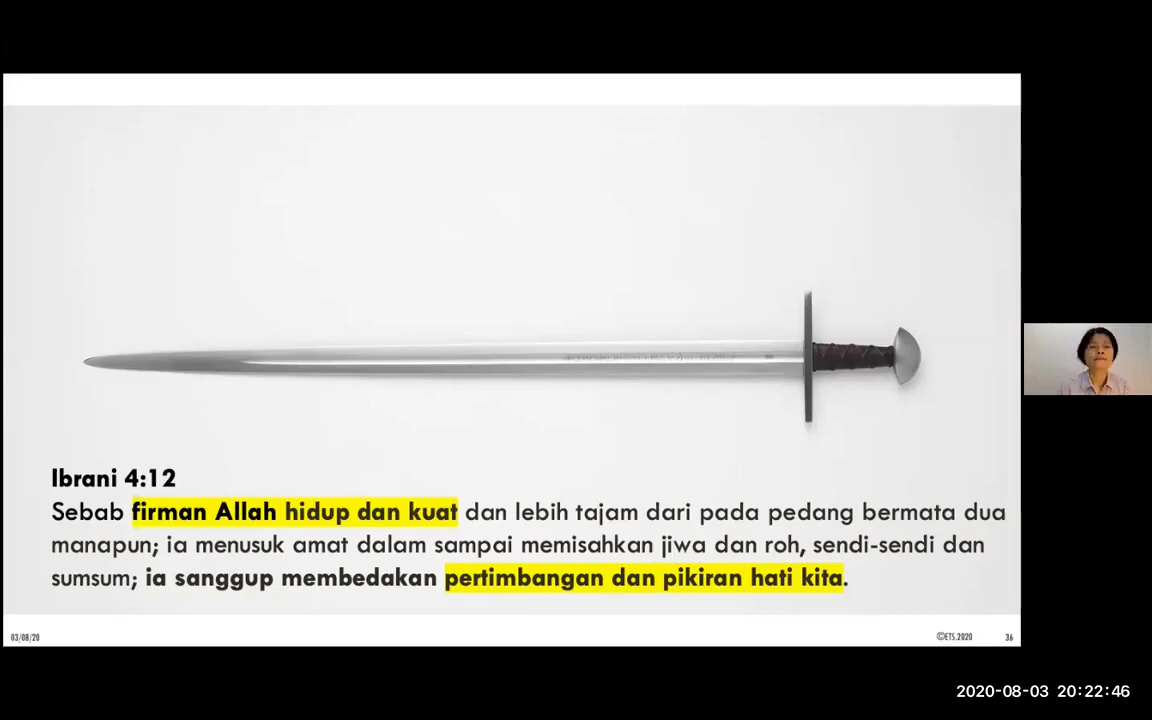 Ibrani 4:12
Sebab firman Allah hidup dan kuat dan lebih tajam dari pada pedang bermata dua
manapun; ia menusuk amat dalam sampai memisahkan jiwa dan roh, sendi-sendi dan
sumsum; ia sanggup membedakan pertimbangan dan pikiran hati kita.
03/08/20
©ETS.2020
36
2020-08-03 20:22:46